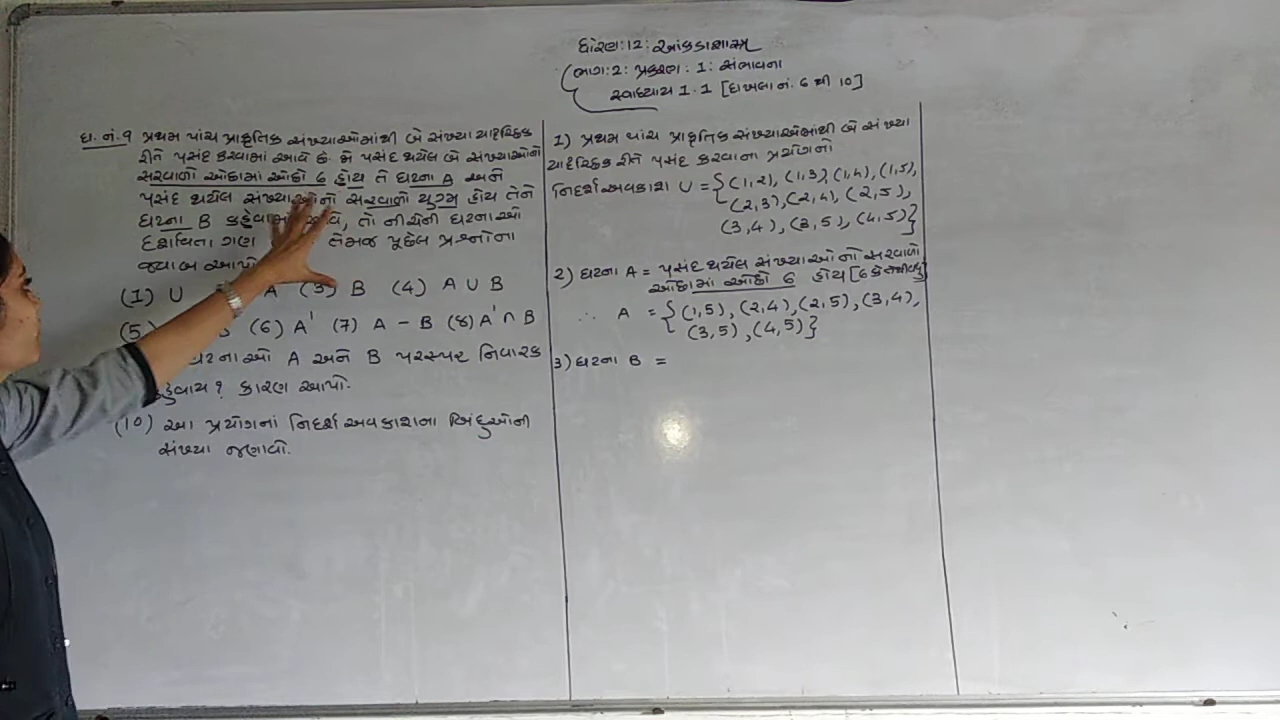 ધોરણ:12: આંકડાશાસ્ત્ર
ભાગ:2: પ્રકરણ: 1: સંભાવના
સ્વાધ્યાય 1.1 [દાખલા નં. 6 થી 10]
દા.નં.9 પ્રથમ પાંચ પ્રાકૃતિક સંખ્યાઓમાંથી બે સંખ્યા યાદૃચ્છિક
રીતે પસંદ કરવામાં આવે છે. જો પસંદ થયેલ બે સંખ્યાઓનો
સરવાળો ઓછામાં ઓછો 6 હોય તે ઘટના A અને
પસંદ થયેલ સંખ્યાઓનો સરવાળો યુગ્મ હોય તેને
ઘટના B કહેવામાં આવે, તો નીચેની ઘટનાઓ
દર્શાવતા ગણ તેમજ પૂછેલ પ્રશ્નોના
જવાબ આપો
(1) U A (3) B (4) A ∪ B
(5) B (6) A' (7) A - B (8) A' ∩ B
ઘટનાઓ A અને B પરસ્પર નિવારક
કહેવાય? કારણ આપો.
(10) આ પ્રયોગનાં નિદર્શ અવકાશના બિંદુઓની
સંખ્યા જણાવો.
1) પ્રથમ પાંચ પ્રાકૃતિક સંખ્યાઓમાંથી બે સંખ્યા
યાદૃચ્છિક રીતે પસંદ કરવાના પ્રયોગનો
નિદર્શ અવકાશ U = {(1,2), (1,3), (1,4), (1,5),
(2,3), (2,4), (2,5),
(3,4), (3,5), (4,5)}
2) ઘટના A = પસંદ થયેલ સંખ્યાઓનો સરવાળો
ઓછામાં ઓછો 6 હોય [6 કે તેથી વધુ]
∴ A = {(1,5), (2,4), (2,5), (3,4),
(3,5), (4,5)}
3) ઘટના B =